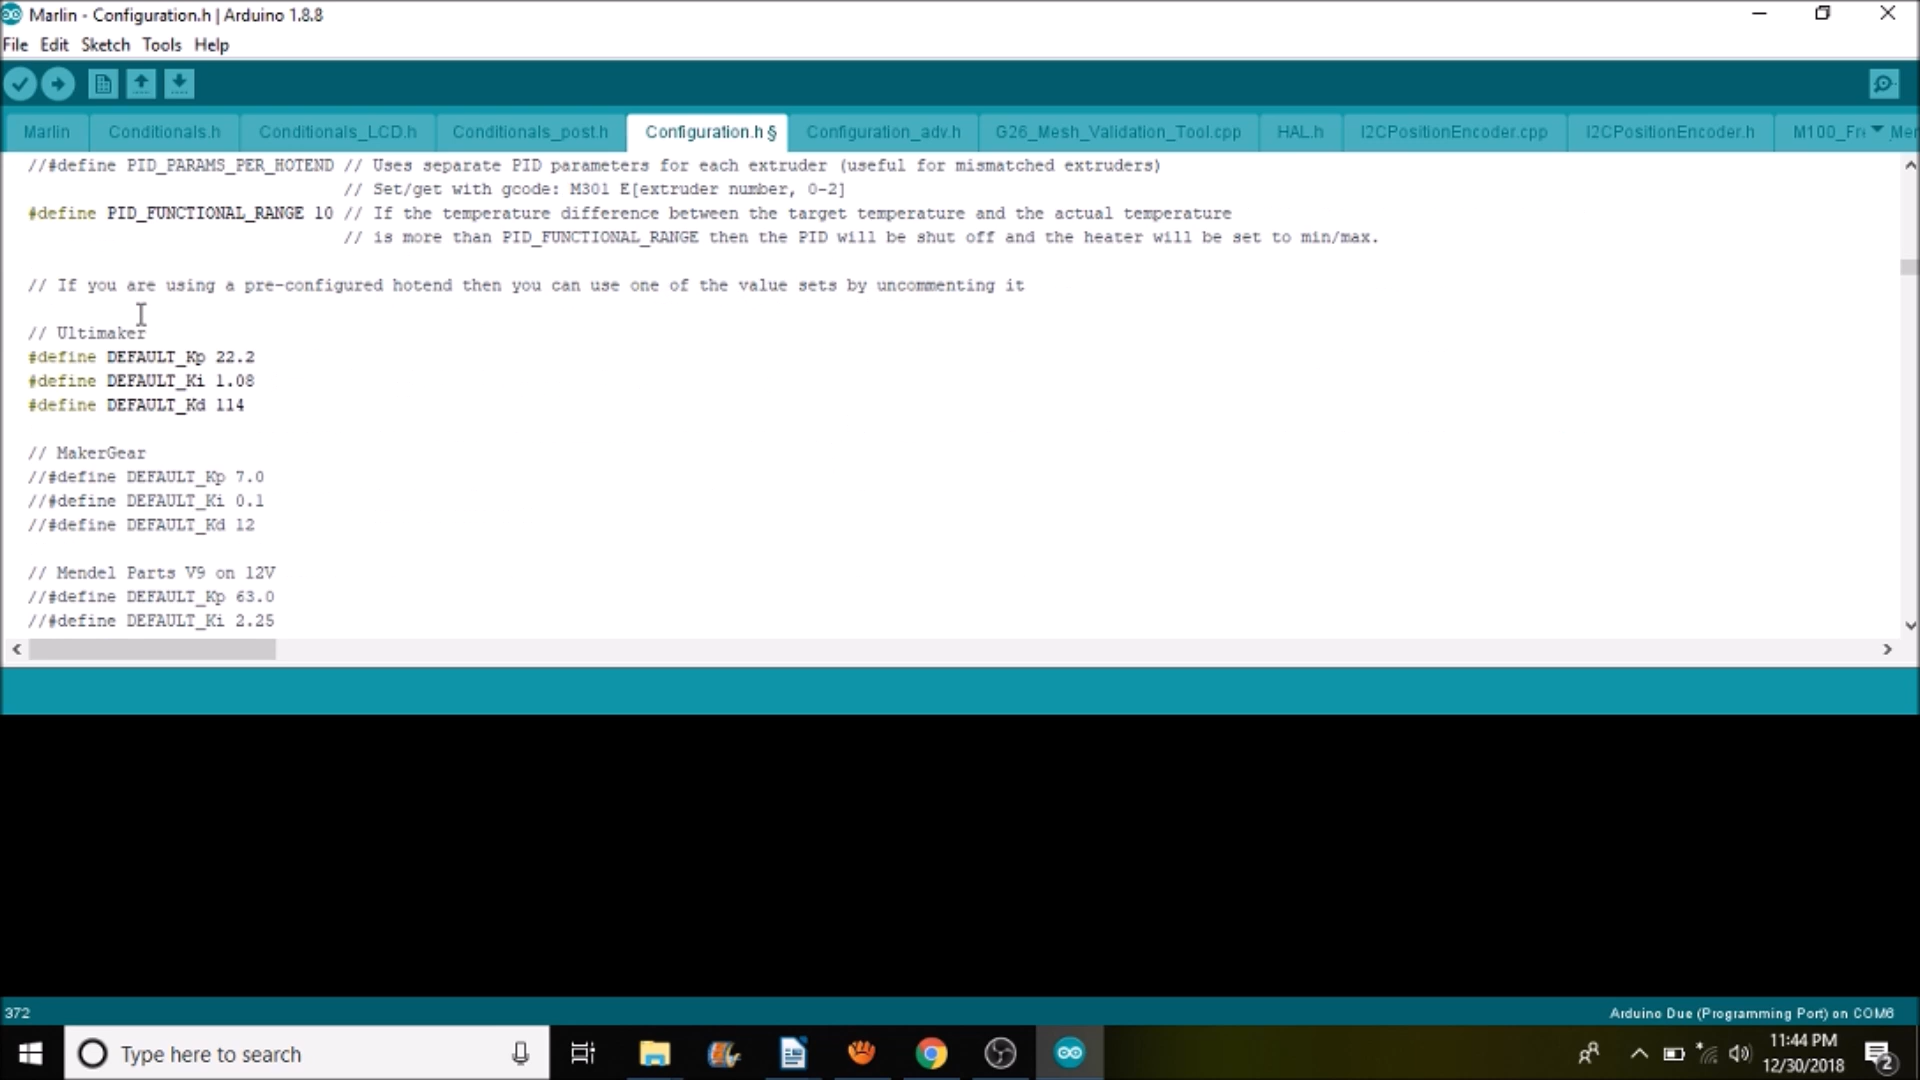 Marlin - Configuration.h | Arduino 1.8.8
File Edit Sketch Tools Help
Marlin Conditionals.h Conditionals_LCD.h Conditionals_post.h Configuration.h § Configuration_adv.h G26_Mesh_Validation_Tool.cpp HAL.h I2CPositionEncoder.cpp I2CPositionEncoder.h M100_Fr Mer
//#define PID_PARAMS_PER_HOTEND // Uses separate PID parameters for each extruder (useful for mismatched extruders)
// Set/get with gcode: M301 E[extruder number, 0-2]
#define PID_FUNCTIONAL_RANGE 10 // If the temperature difference between the target temperature and the actual temperature
// is more than PID_FUNCTIONAL_RANGE then the PID will be shut off and the heater will be set to min/max.
// If you are using a pre-configured hotend then you can use one of the value sets by uncommenting it
// Ultimaker
#define DEFAULT_Kp 22.2
#define DEFAULT_Ki 1.08
#define DEFAULT_Kd 114
// MakerGear
//#define DEFAULT_Kp 7.0
//#define DEFAULT_Ki 0.1
//#define DEFAULT_Kd 12
// Mendel Parts V9 on 12V
//#define DEFAULT_Kp 63.0
//#define DEFAULT_Ki 2.25
372
Arduino Due (Programming Port) on COM6
Type here to search
11:44 PM
12/30/2018
2